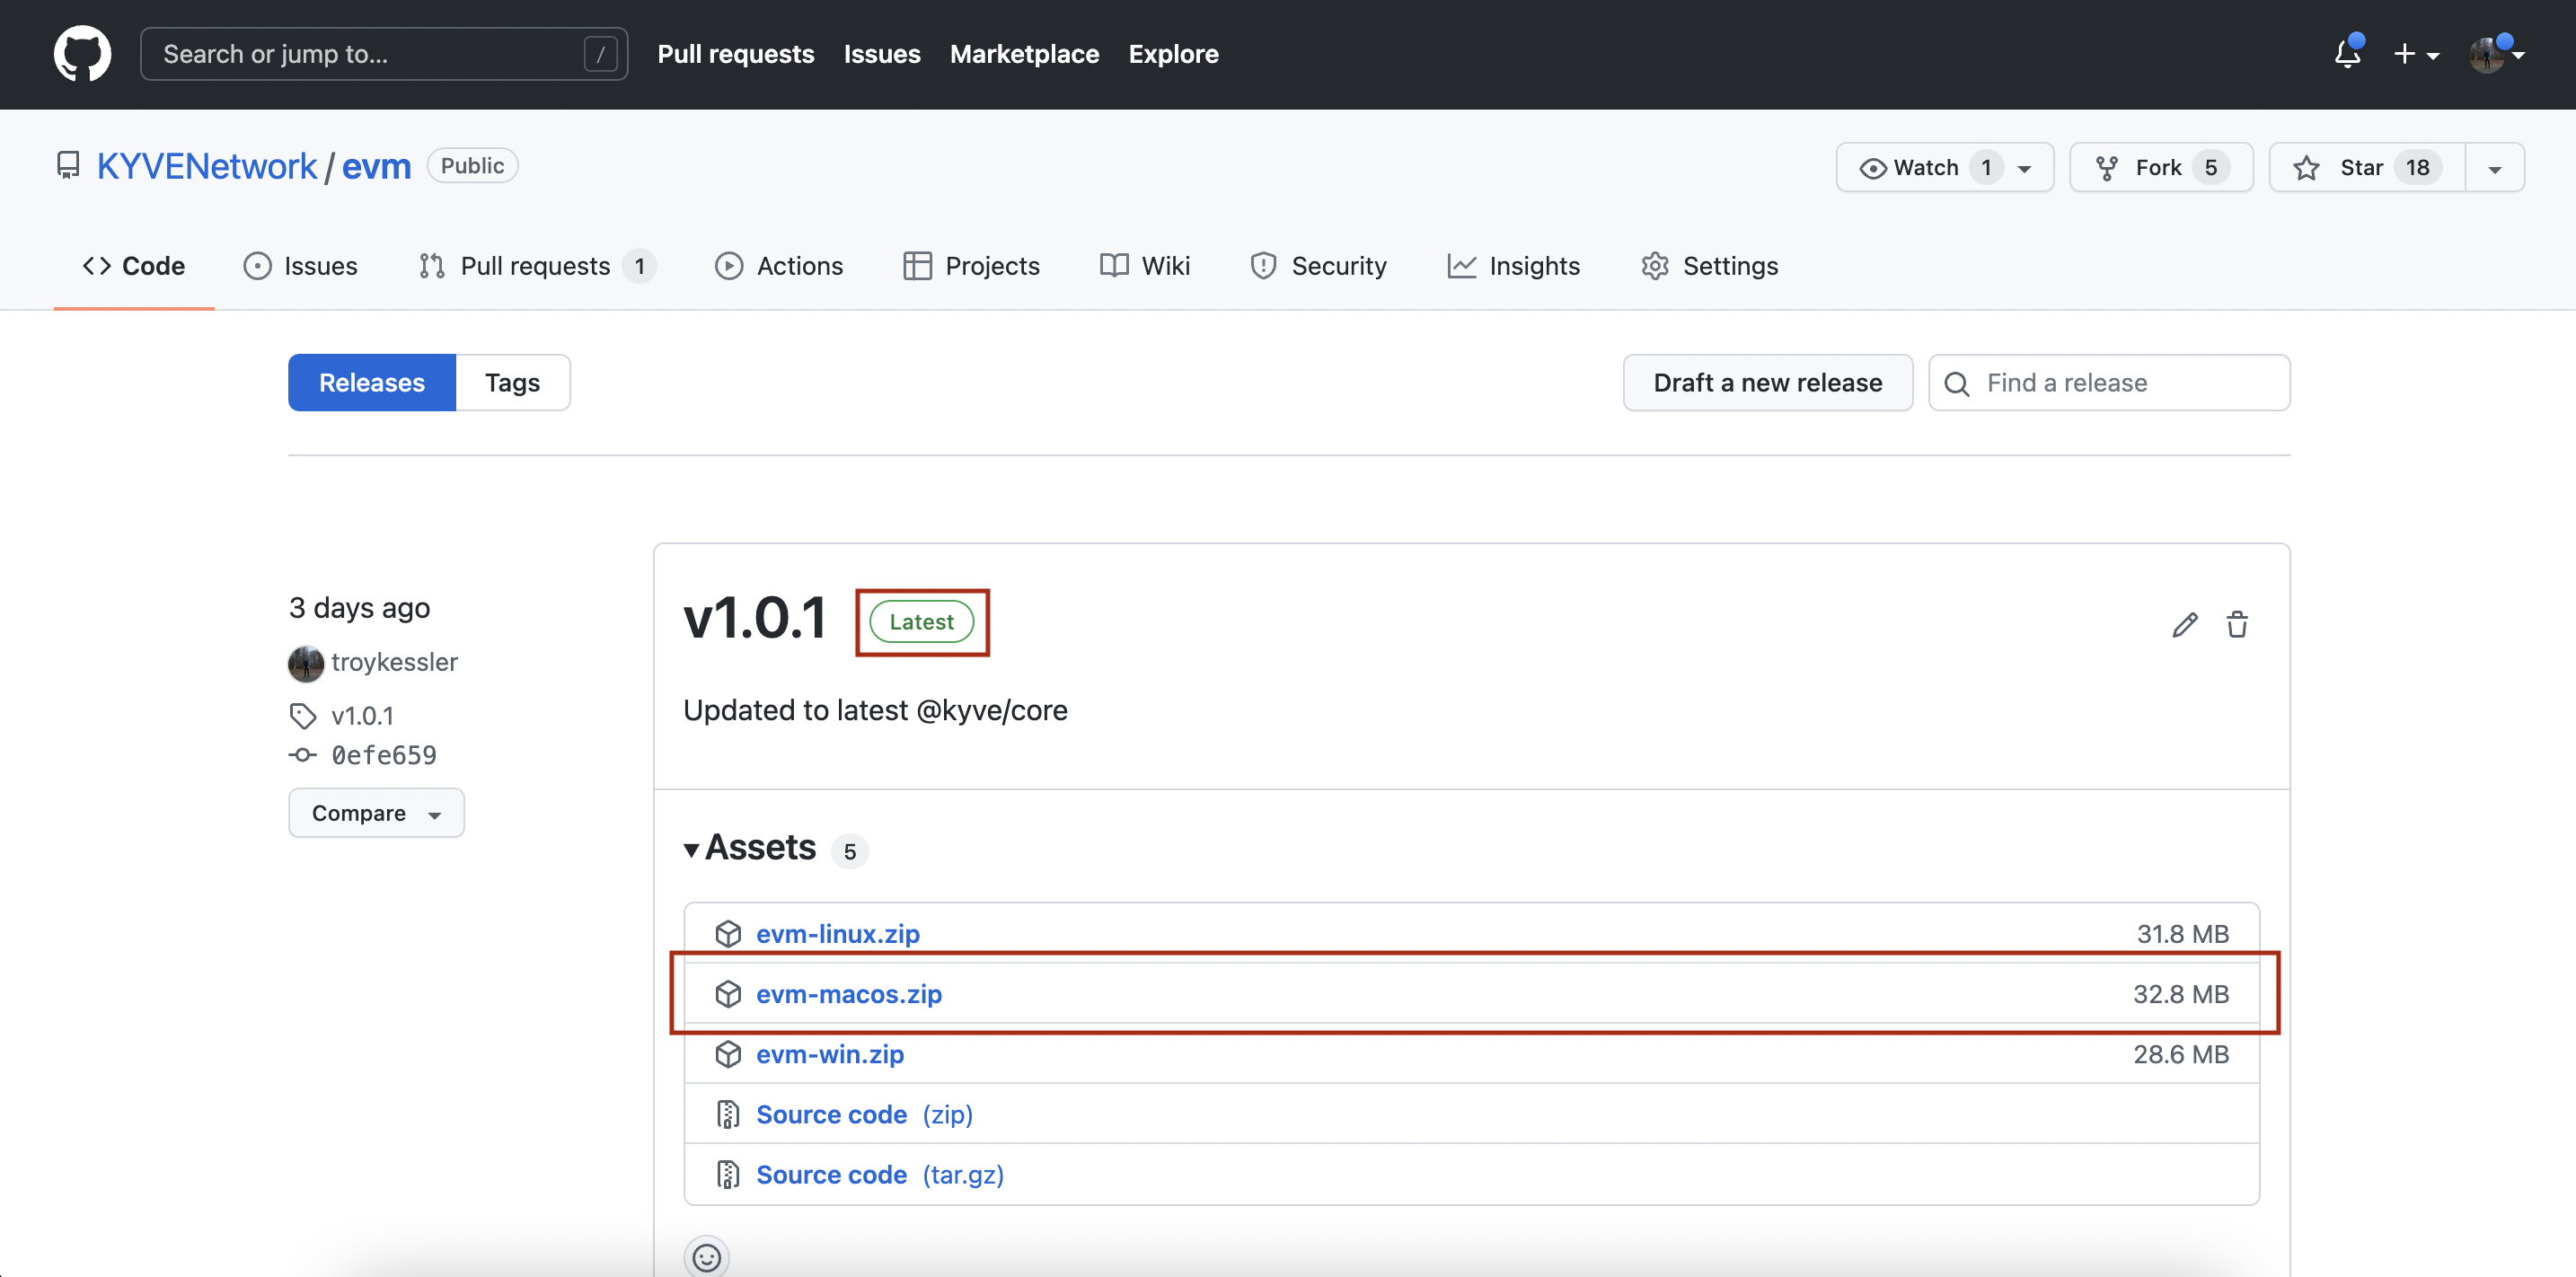 Search or jump to... / Pull requests Issues Marketplace Explore
KYVENetwork / evm Public Watch 1 Fork 5 Star 18
Code Issues Pull requests 1 Actions Projects Wiki Security Insights Settings
Releases Tags Draft a new release Find a release
3 days ago
troykessler
v1.0.1
0efe659
Compare
v1.0.1 Latest
Updated to latest @kyve/core
Assets 5
evm-linux.zip 31.8 MB
evm-macos.zip 32.8 MB
evm-win.zip 28.6 MB
Source code (zip)
Source code (tar.gz)